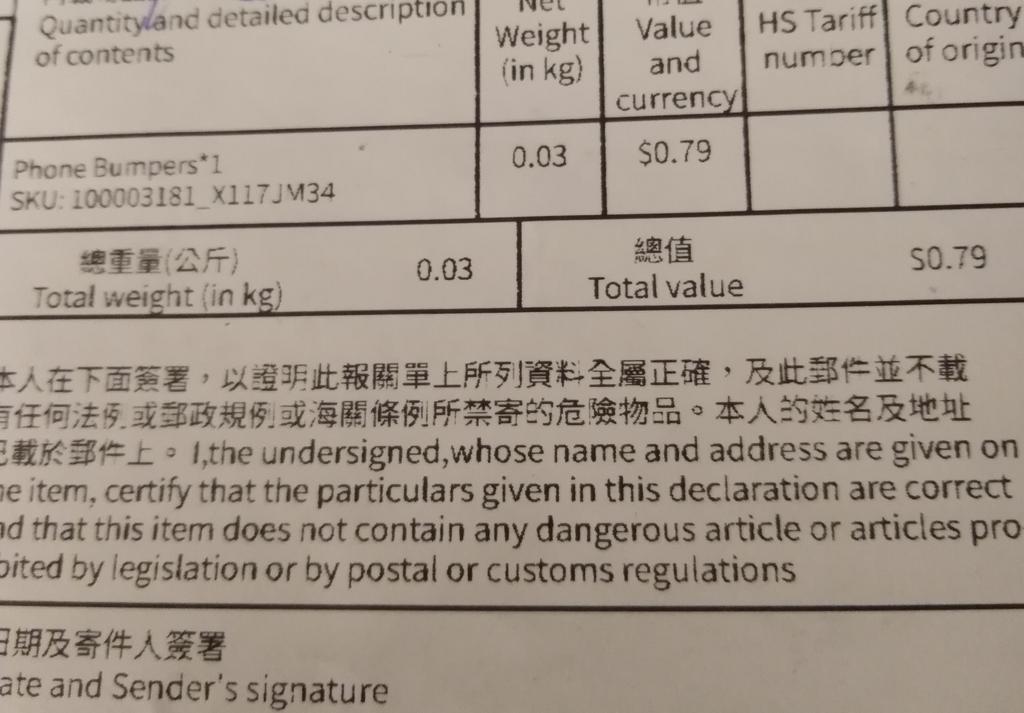 Quantity and detailed description
of contents
Net
Weight
(in kg)
Value
and
currency
HS Tariff
number
Country
of origin
Phone Bumpers*1
SKU: 100003181_X117JM34
0.03
$0.79
總重量(公斤)
Total weight (in kg)
0.03
總值
Total value
$0.79
本人在下面簽署，以證明此報關單上所列資料全屬正確，及此郵件並不載
有任何法例或郵政規例或海關條例所禁寄的危險物品。本人的姓名及地址
已載於郵件上。I,the undersigned,whose name and address are given on
he item, certify that the particulars given in this declaration are correct
nd that this item does not contain any dangerous article or articles pro-
bited by legislation or by postal or customs regulations
日期及寄件人簽署
ate and Sender's signature